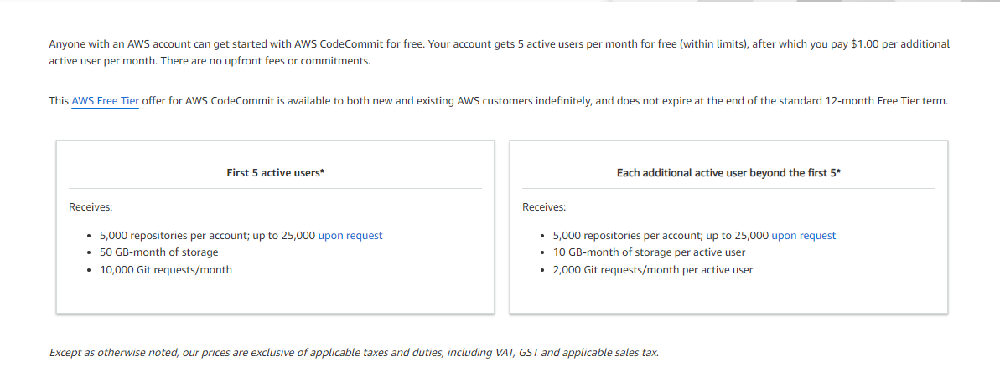 Anyone with an AWS account can get started with AWS CodeCommit for free. Your account gets 5 active users per month for free (within limits), after which you pay $1.00 per additional
active user per month. There are no upfront fees or commitments.
This AWS Free Tier offer for AWS CodeCommit is available to both new and existing AWS customers indefinitely, and does not expire at the end of the standard 12-month Free Tier term.
First 5 active users*
Receives:
• 5,000 repositories per account; up to 25,000 upon request
• 50 GB-month of storage
• 10,000 Git requests/month
Each additional active user beyond the first 5*
Receives:
• 5,000 repositories per account; up to 25,000 upon request
• 10 GB-month of storage per active user
• 2,000 Git requests/month per active user
Except as otherwise noted, our prices are exclusive of applicable taxes and duties, including VAT, GST and applicable sales tax.